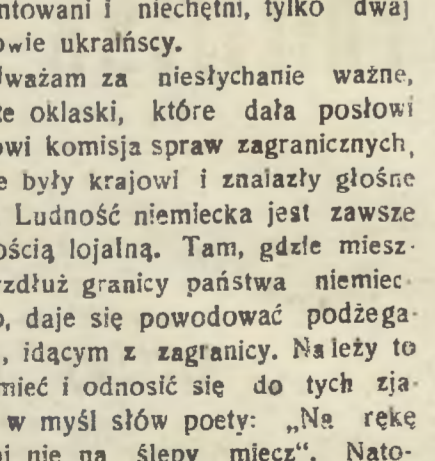 ntowani i niechętni, tylko dwaj
owie ukraińscy.
Uważam za niesłychanie ważne,
że oklaski, które dała posłowi
owi komisja spraw zagranicznych,
e były krajowi i znalazły głośne
Ludność niemiecka jest zawsze
ością lojalną. Tam, gdzie miesz-
rzdłuż granicy państwa niemiec-
o, daje się powodować podżega-
, idącym z zagranicy. Należy to
mieć i odnosić się do tych zja-
w myśl słów poety: „Na rękę
ni nie na ślepy miecz". Nato-